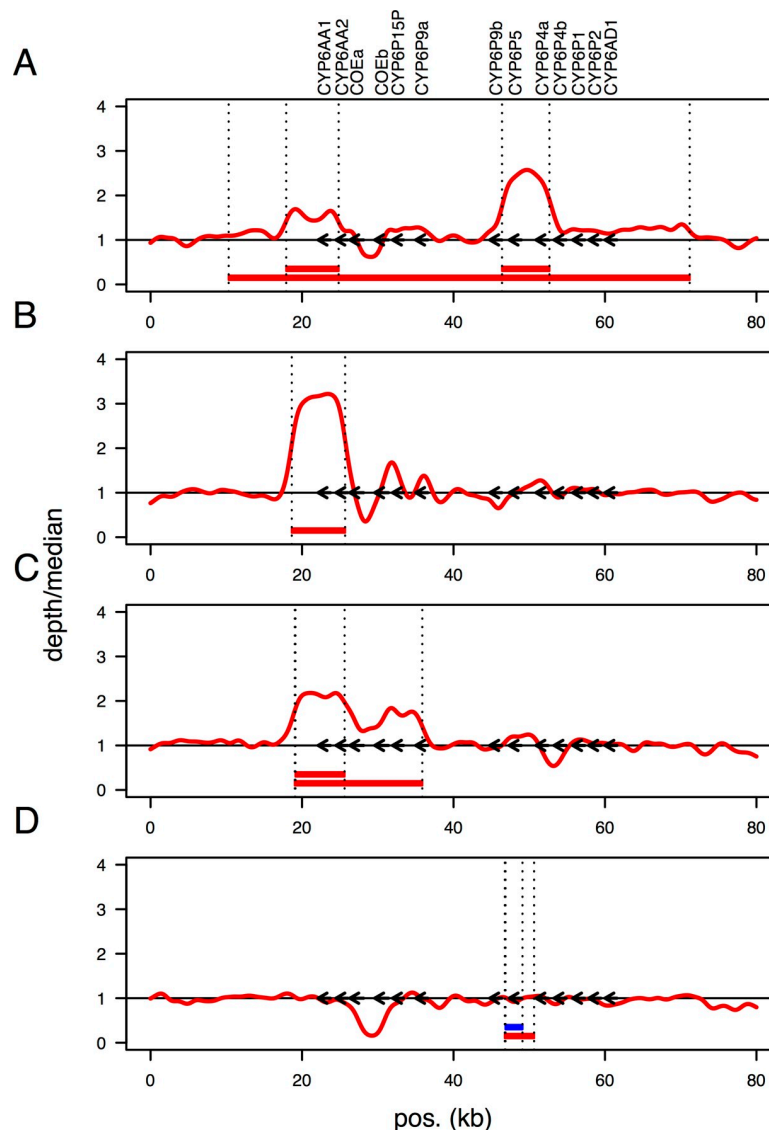 A
CYP6AA1 CYP6AA2 COEa COEb CYP6P15P CYP6P9a CYP6P9b CYP6P5 CYP6P4a CYP6P4b CYP6P1 CYP6P2 CYP6AD1
4
3
2
1
0
0 20 40 60 80
B
4
3
2
1
0
0 20 40 60 80
C
4
3
2
1
0
0 20 40 60 80
D
4
3
2
1
0
0 20 40 60 80
depth/median
pos. (kb)